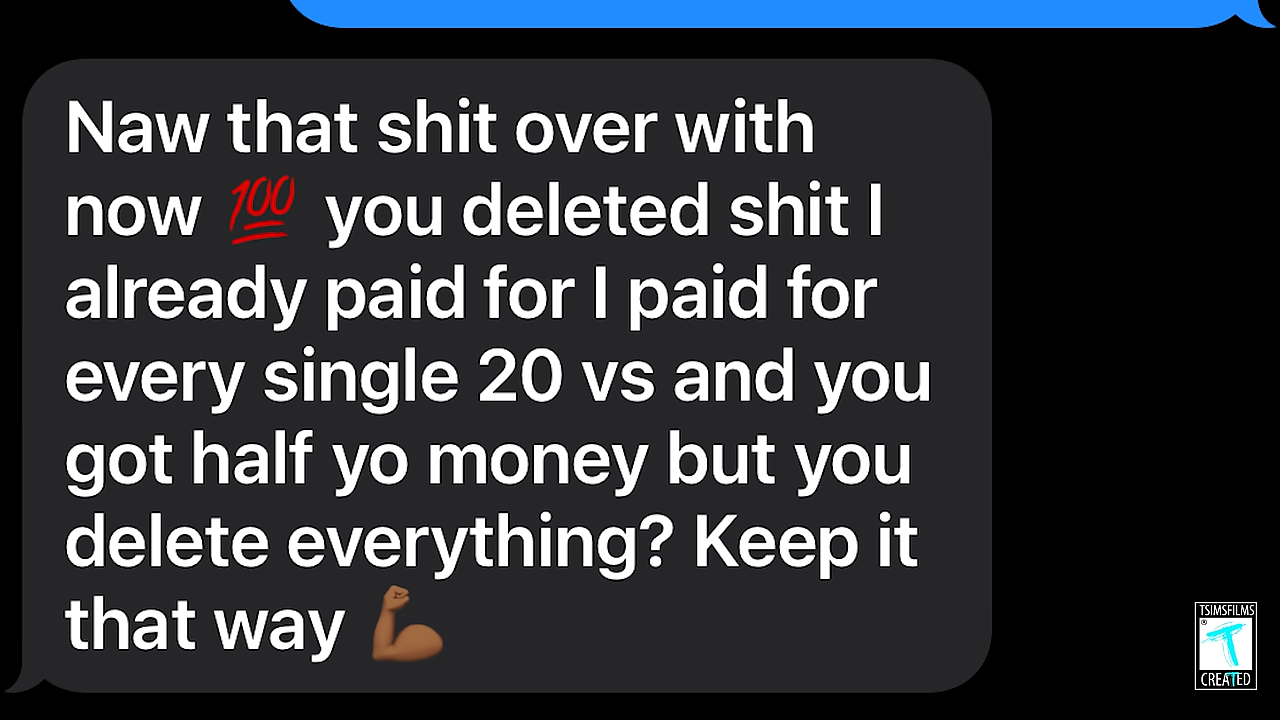 Naw that shit over with
now 💯 you deleted shit I
already paid for I paid for
every single 20 vs and you
got half yo money but you
delete everything? Keep it
that way 💪🏾
TSIMSFILMS
®
T
CREATED